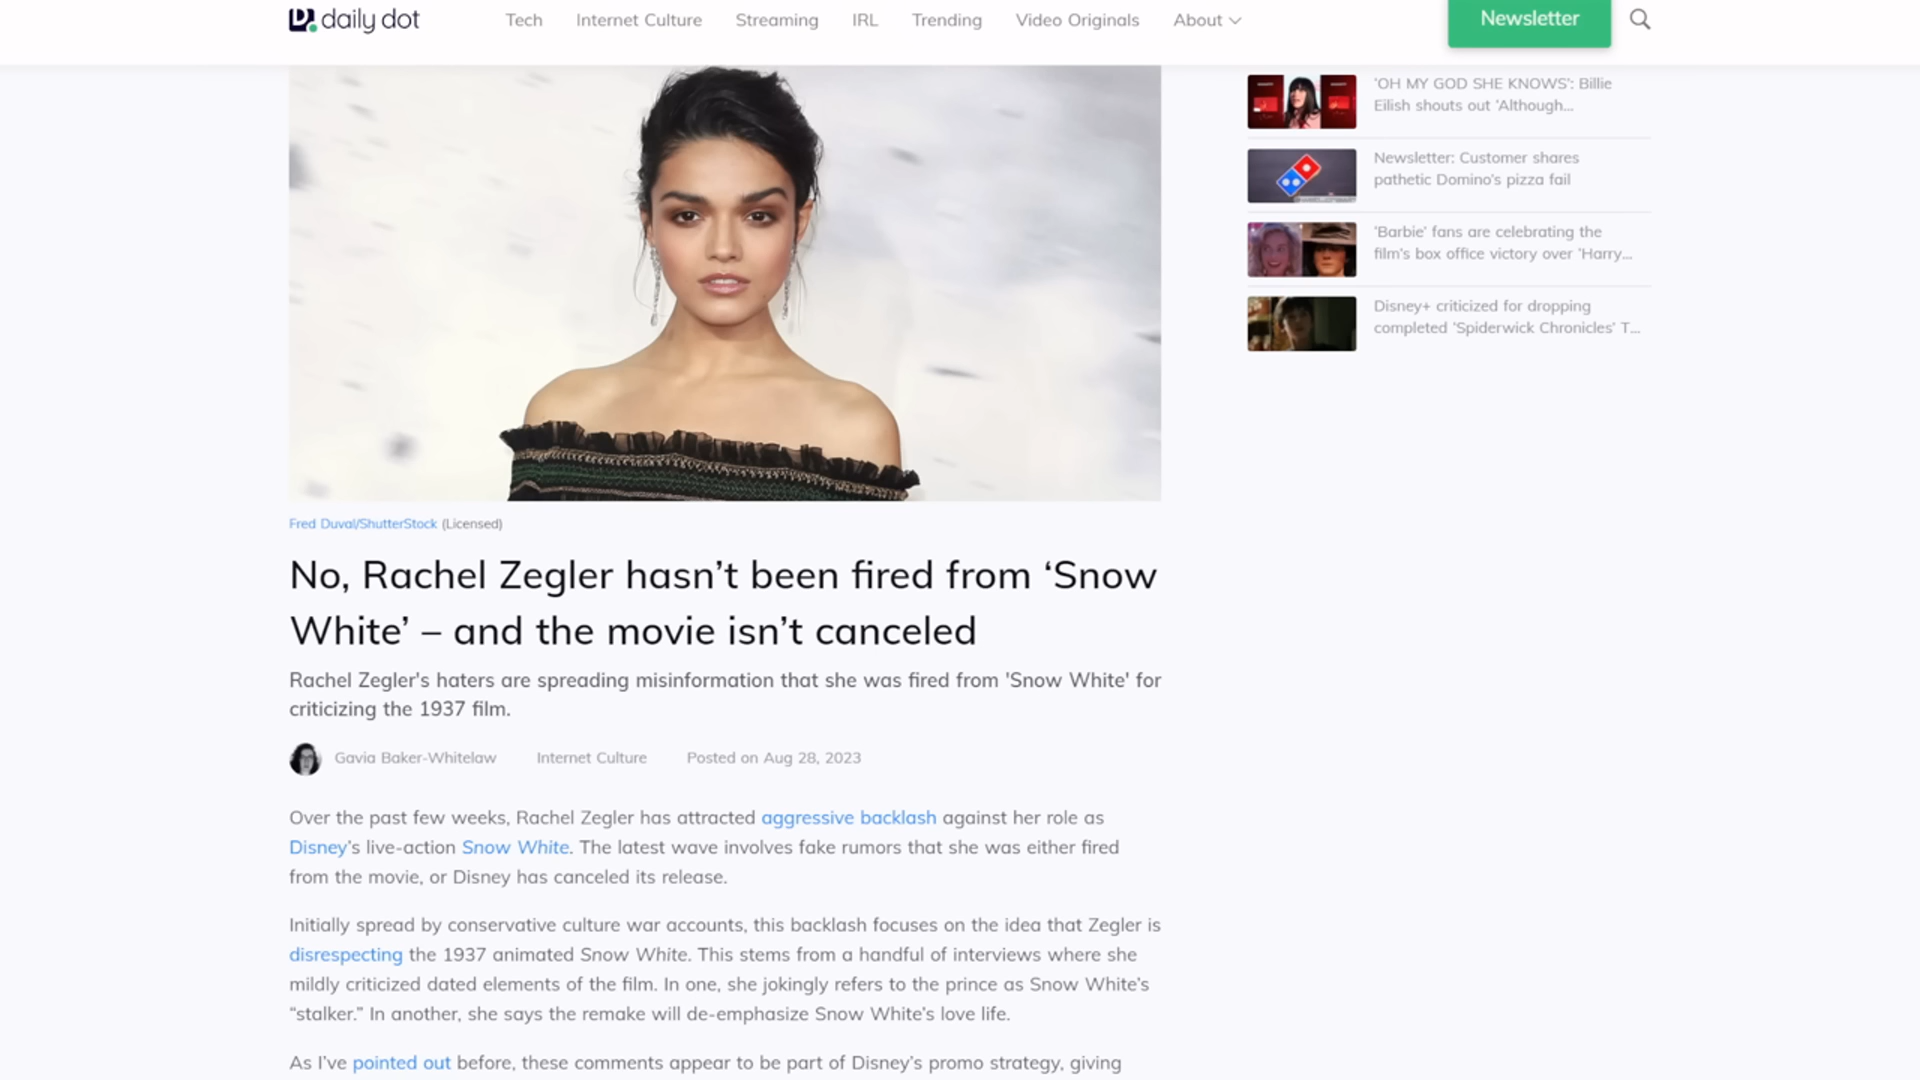 daily dot
Tech Internet Culture Streaming IRL Trending Video Originals About
Newsletter
'OH MY GOD SHE KNOWS': Billie
Eilish shouts out 'Although...
Newsletter: Customer shares
pathetic Domino's pizza fail
'Barbie' fans are celebrating the
film's box office victory over 'Harry...
Disney+ criticized for dropping
completed 'Spiderwick Chronicles' T...
Fred Duval/ShutterStock (Licensed)
No, Rachel Zegler hasn't been fired from 'Snow
White' – and the movie isn't canceled
Rachel Zegler's haters are spreading misinformation that she was fired from 'Snow White' for
criticizing the 1937 film.
Gavia Baker-Whitelaw Internet Culture Posted on Aug 28, 2023
Over the past few weeks, Rachel Zegler has attracted aggressive backlash against her role as
Disney's live-action Snow White. The latest wave involves fake rumors that she was either fired
from the movie, or Disney has canceled its release.
Initially spread by conservative culture war accounts, this backlash focuses on the idea that Zegler is
disrespecting the 1937 animated Snow White. This stems from a handful of interviews where she
mildly criticized dated elements of the film. In one, she jokingly refers to the prince as Snow White's
"stalker." In another, she says the remake will de-emphasize Snow White's love life.
As I've pointed out before, these comments appear to be part of Disney's promo strategy, giving